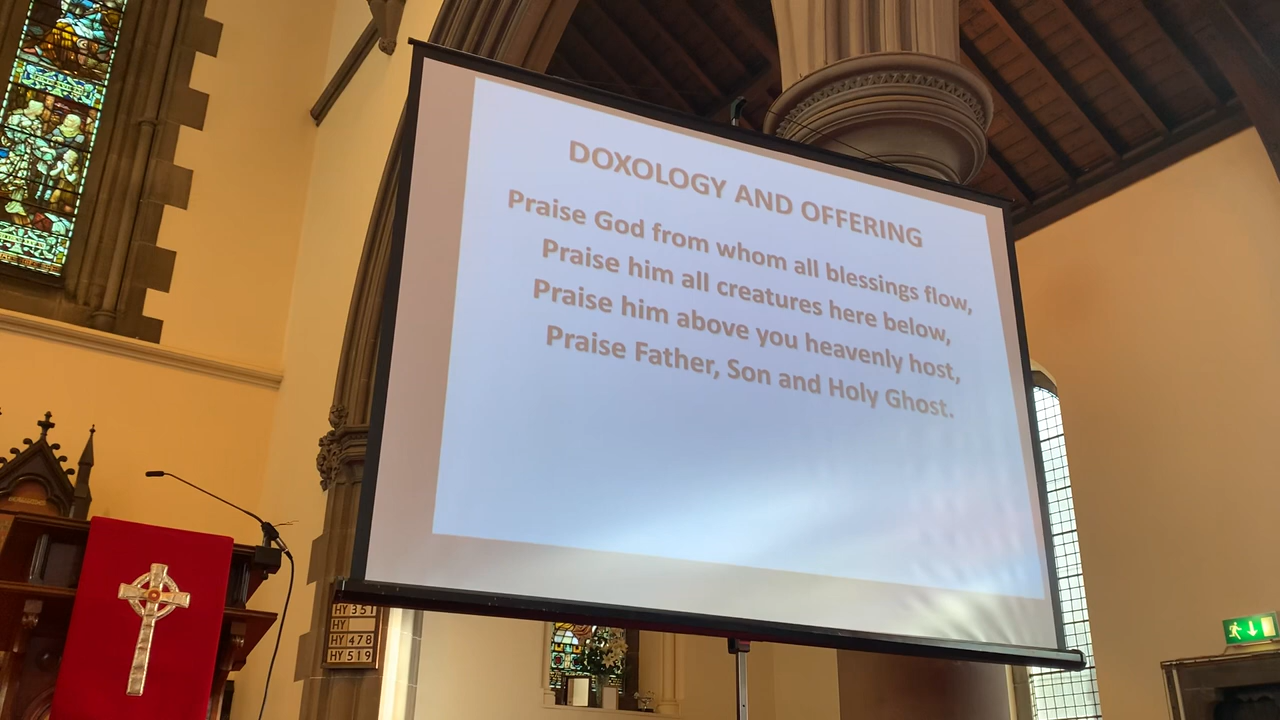 DOXOLOGY AND OFFERING
Praise God from whom all blessings flow,
Praise him all creatures here below,
Praise him above you heavenly host,
Praise Father, Son and Holy Ghost.
HY 351
HY
HY 478
HY 519